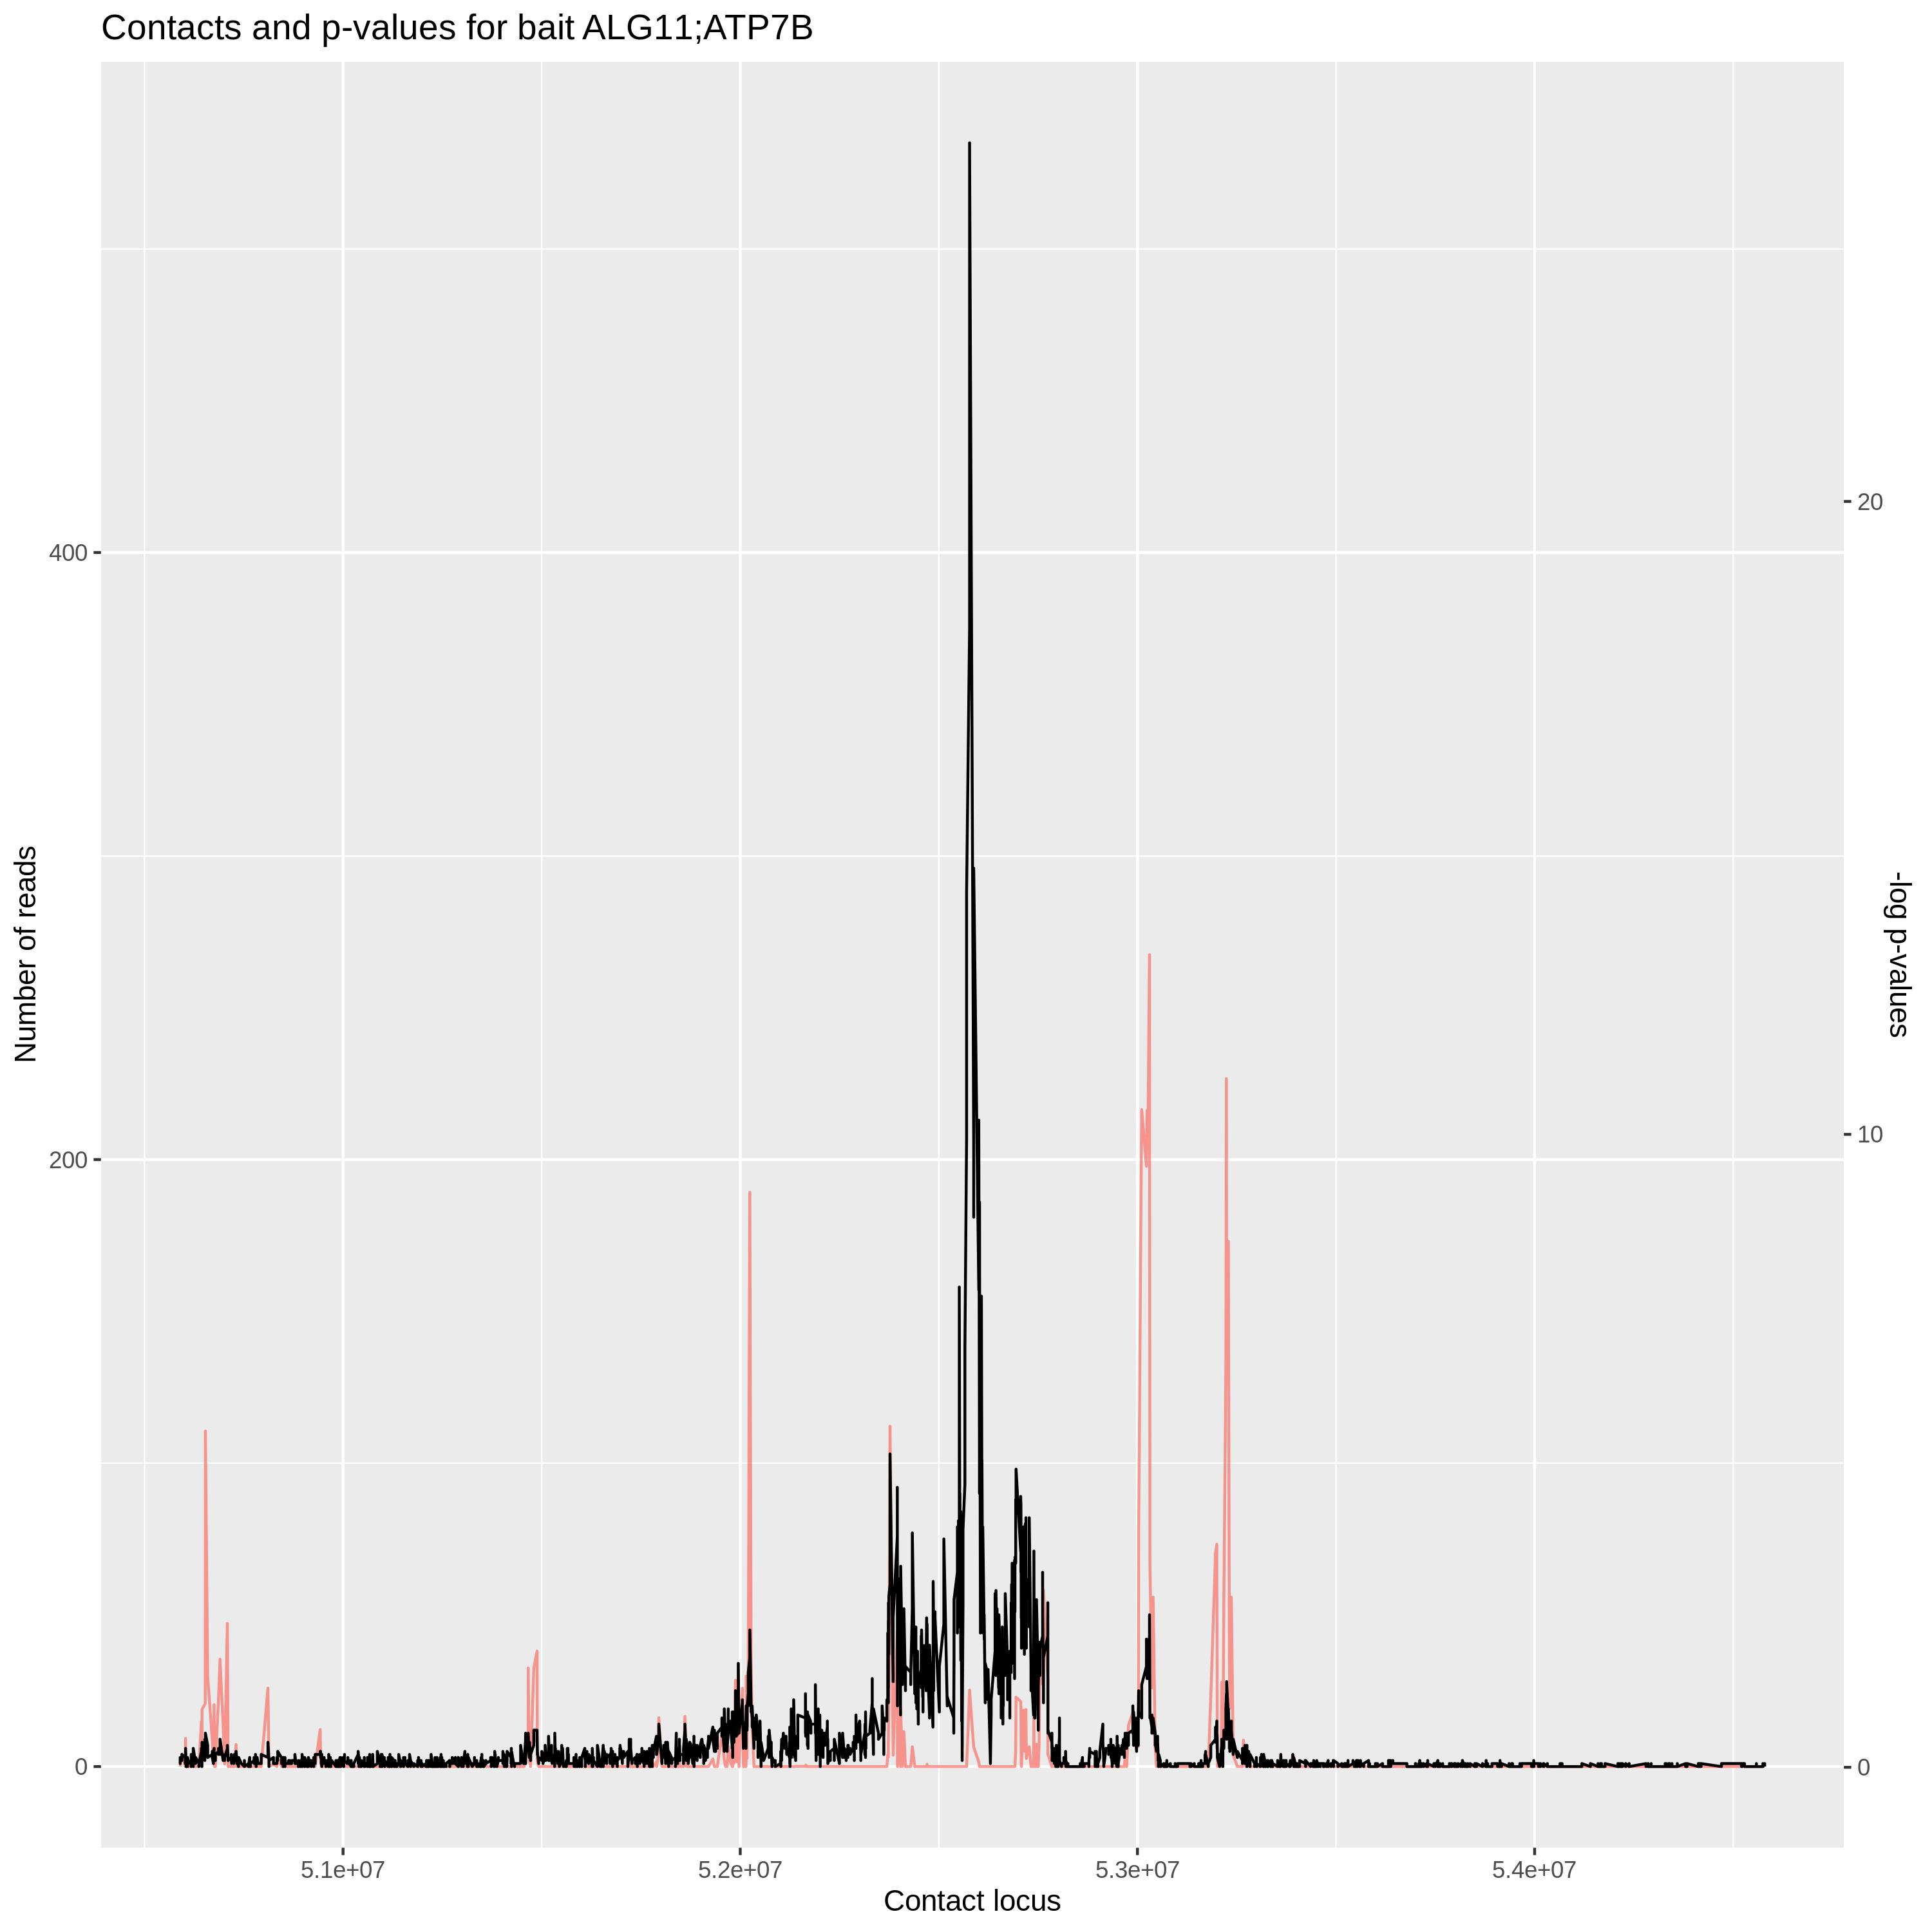 Contacts and p-values for bait ALG11;ATP7B
Number of reads
400
200
0
20
10
0
-log p-values
5.1e+07
5.2e+07
5.3e+07
5.4e+07
Contact locus